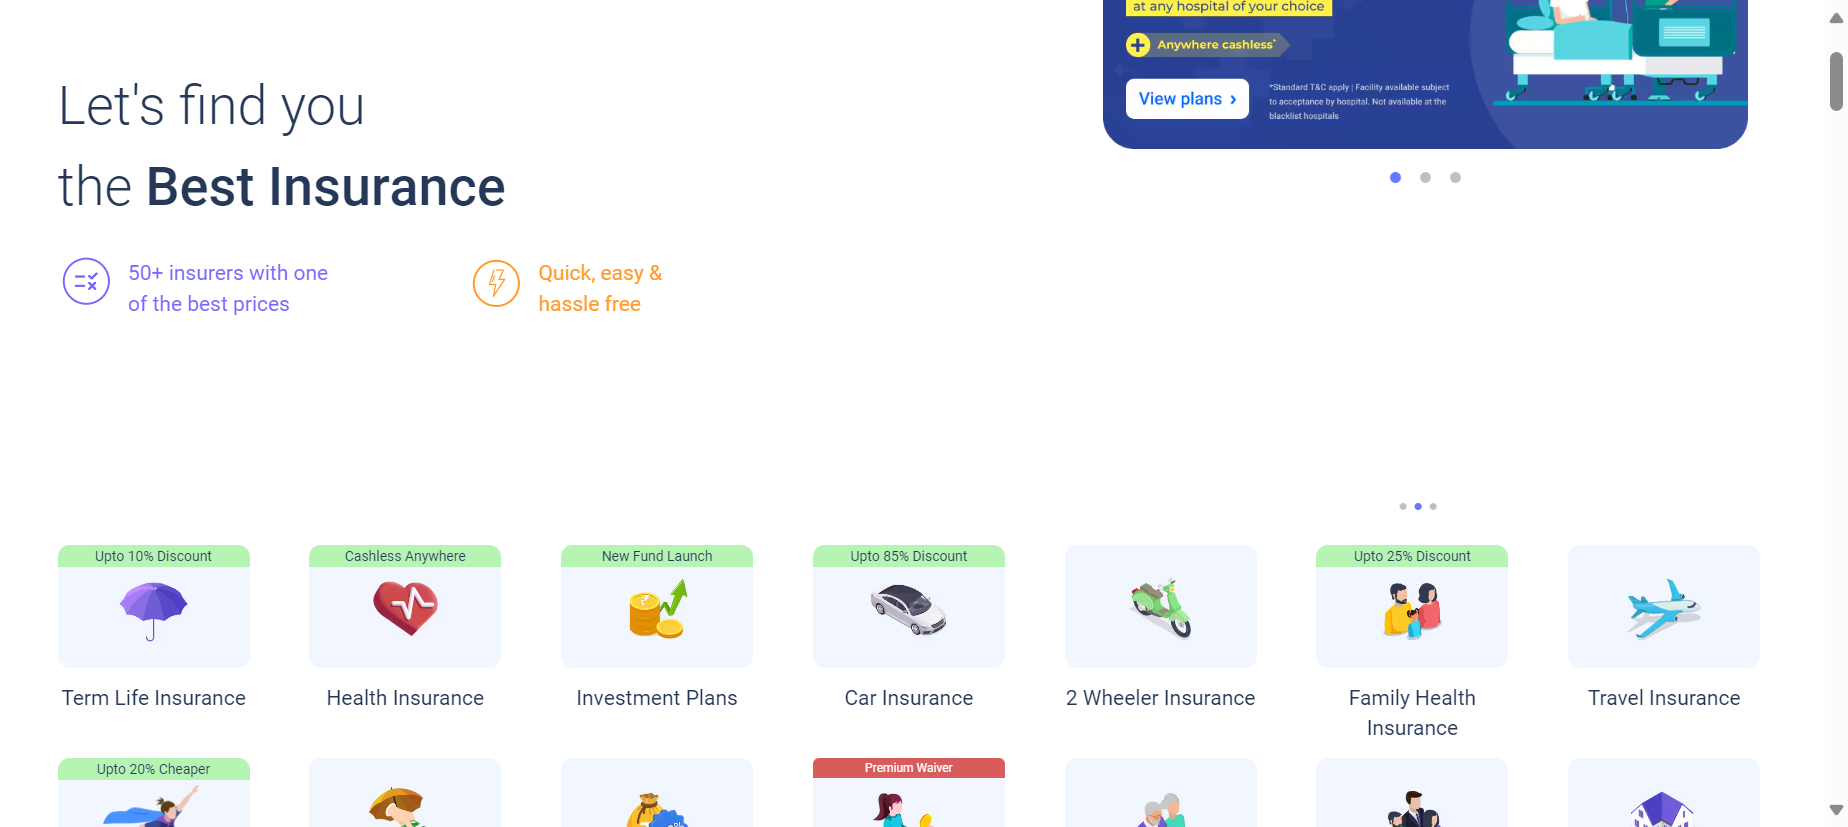 at any hospital of your choice
Anywhere cashless*
View plans ›
*Standard T&C apply | Facility available subject
to acceptance by hospital. Not available at the
blacklist hospitals
Let's find you
the Best Insurance
50+ insurers with one
of the best prices
Quick, easy &
hassle free
Upto 10% Discount
Term Life Insurance
Cashless Anywhere
Health Insurance
New Fund Launch
Investment Plans
Upto 85% Discount
Car Insurance
2 Wheeler Insurance
Upto 25% Discount
Family Health
Insurance
Travel Insurance
Upto 20% Cheaper
Premium Waiver